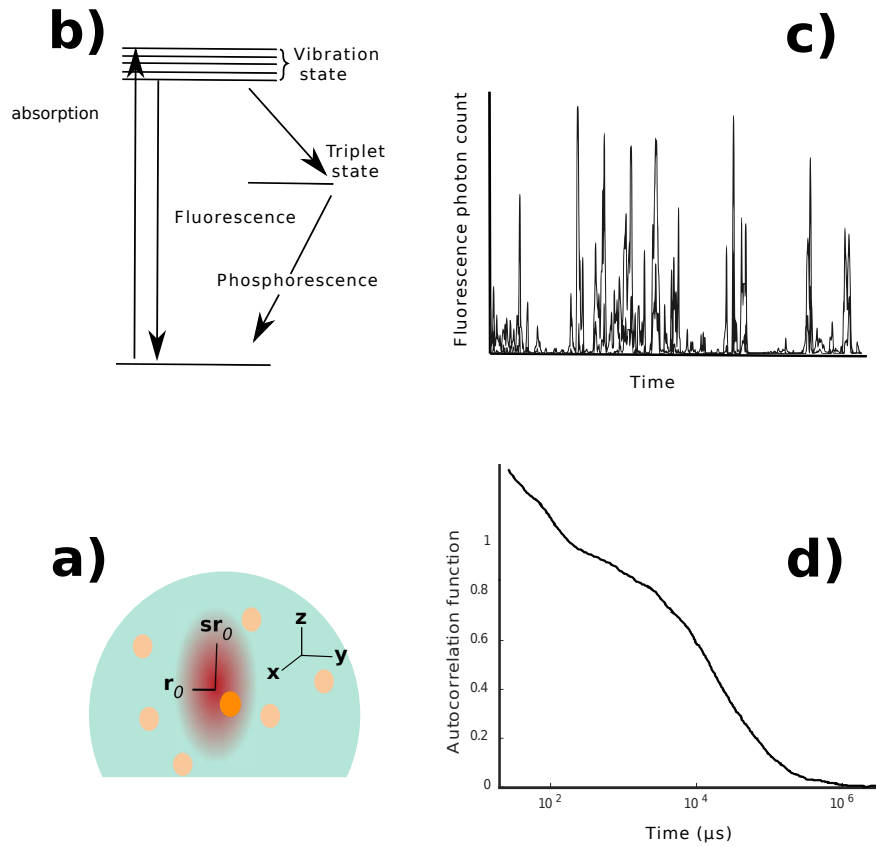 b)
Vibration
state
absorption
Triplet
state
Fluorescence
Phosphorescence
c)
Fluorescence photon count
Time
a)
sr0
r0
z
y
x
d)
Autocorrelation function
1
0.8
0.6
0.4
0.2
0
10^2 10^4 10^6
Time (μs)